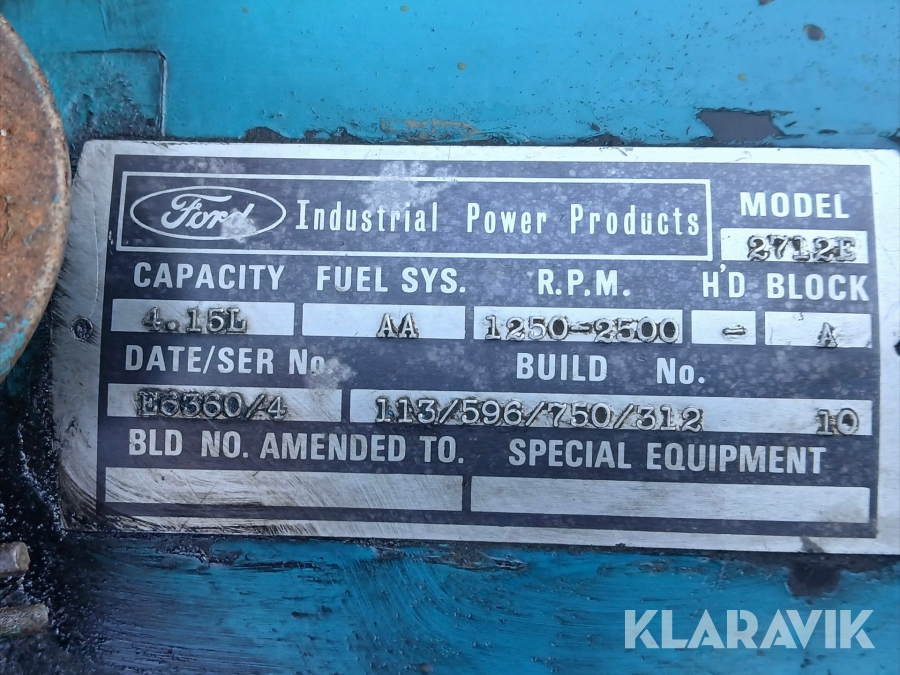 Ford Industrial Power Products
MODEL
2712E
CAPACITY FUEL SYS. R.P.M. H'D BLOCK
4.15L AA 1250-2500 - A
DATE/SER No. BUILD No.
E6360/4 113/596/750/312 10
BLD NO. AMENDED TO. SPECIAL EQUIPMENT
KLARAVIK